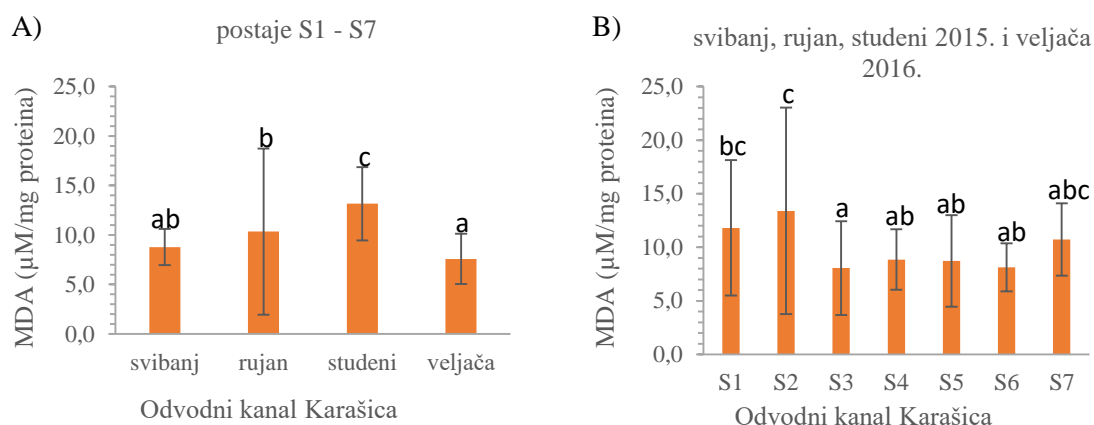 A)
postaje S1 - S7
MDA (µM/mg proteina)
25,0
20,0
15,0
10,0
5,0
0,0
ab
b
c
a
svibanj rujan studeni veljača
Odvodni kanal Karašica
B)
svibanj, rujan, studeni 2015. i veljača
2016.
MDA (µM/mg proteina)
25,0
20,0
15,0
10,0
5,0
0,0
bc
c
a
ab
ab
ab
abc
S1 S2 S3 S4 S5 S6 S7
Odvodni kanal Karašica